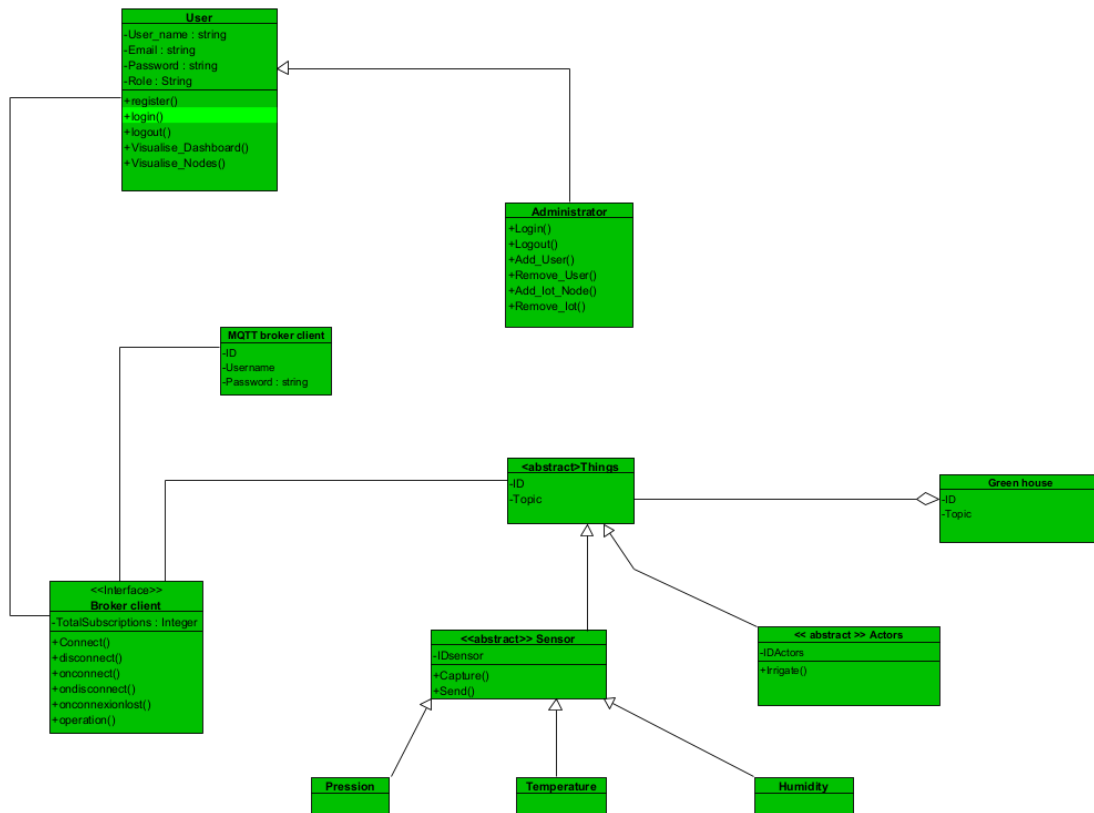 User
-User_name : string
-Email : string
-Password : string
-Role : String
+register()
+login()
+logout()
+Visualise_Dashboard()
+Visualise_Nodes()
Administrator
+Login()
+Logout()
+Add_User()
+Remove_User()
+Add_Iot_Node()
+Remove_Iot()
MQTT broker client
-ID
-Username
-Password : string
<abstract>Things
-ID
-Topic
Green house
-ID
-Topic
<<Interface>>
Broker client
-TotalSubscriptions : Integer
+Connect()
+disconnect()
+onconnect()
+ondisconnect()
+onconnexionlost()
+operation()
<<abstract>> Sensor
-IDsensor
+Capture()
+Send()
<< abstract >> Actors
-IDActors
+Irrigate()
Pression
Temperature
Humidity